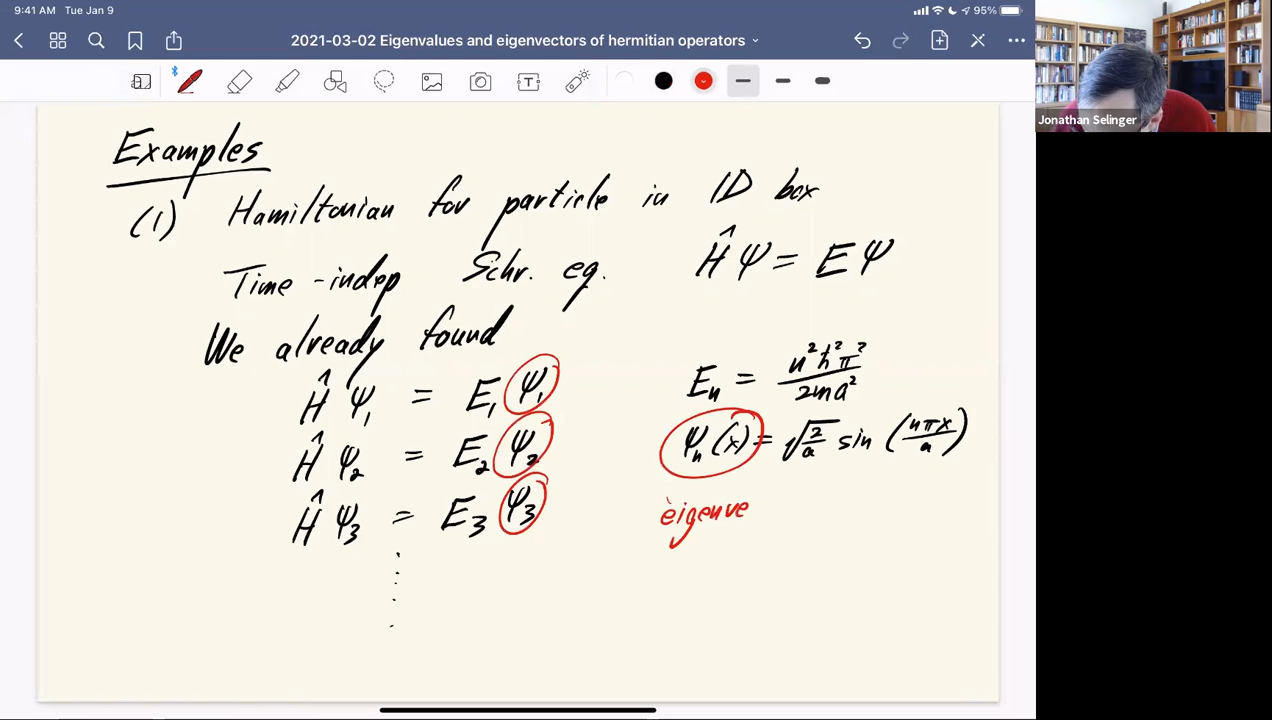 9:41 AM Tue Jan 9
95%
2021-03-02 Eigenvalues and eigenvectors of hermitian operators
T
Jonathan Selinger
Examples
(1) Hamiltonian for particle in 1D box
Time-indep Schr. eq. Ĥψ = Eψ
We already found
Ĥψ₁ = E₁ψ₁
Eₙ = n²ħ²π² / 2ma²
Ĥψ₂ = E₂ψ₂
ψₙ(x) = √(2/a) sin (nπx/a)
Ĥψ₃ = E₃ψ₃
eigenve